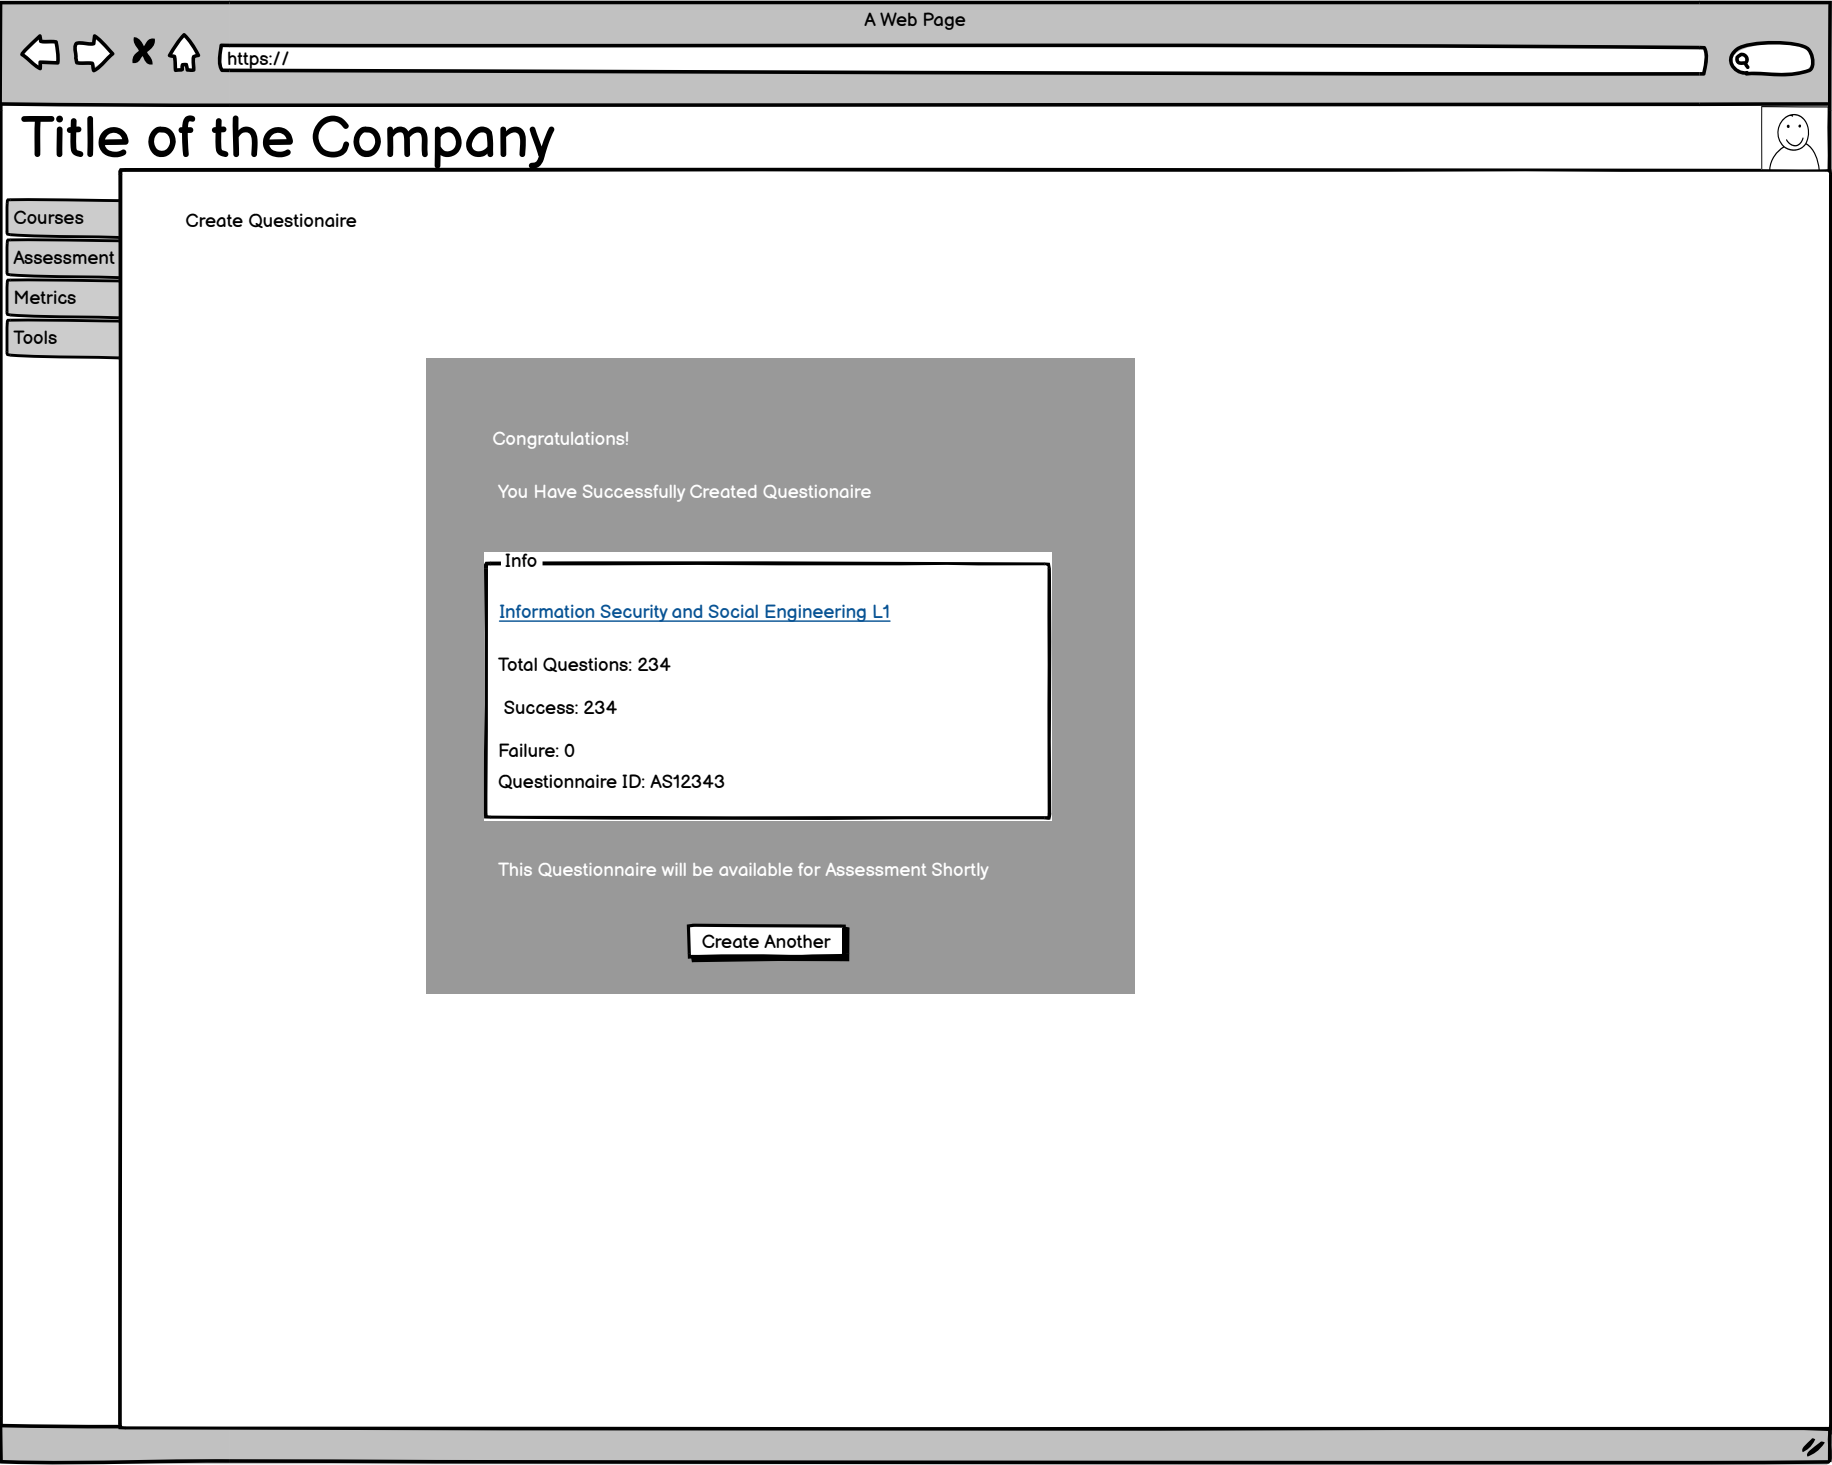 A Web Page
https://
Title of the Company
Courses
Assessment
Metrics
Tools
Create Questionaire
Congratulations!
You Have Successfully Created Questionaire
Info
Information Security and Social Engineering L1
Total Questions: 234
Success: 234
Failure: 0
Questionnaire ID: AS12343
This Questionnaire will be available for Assessment Shortly
Create Another